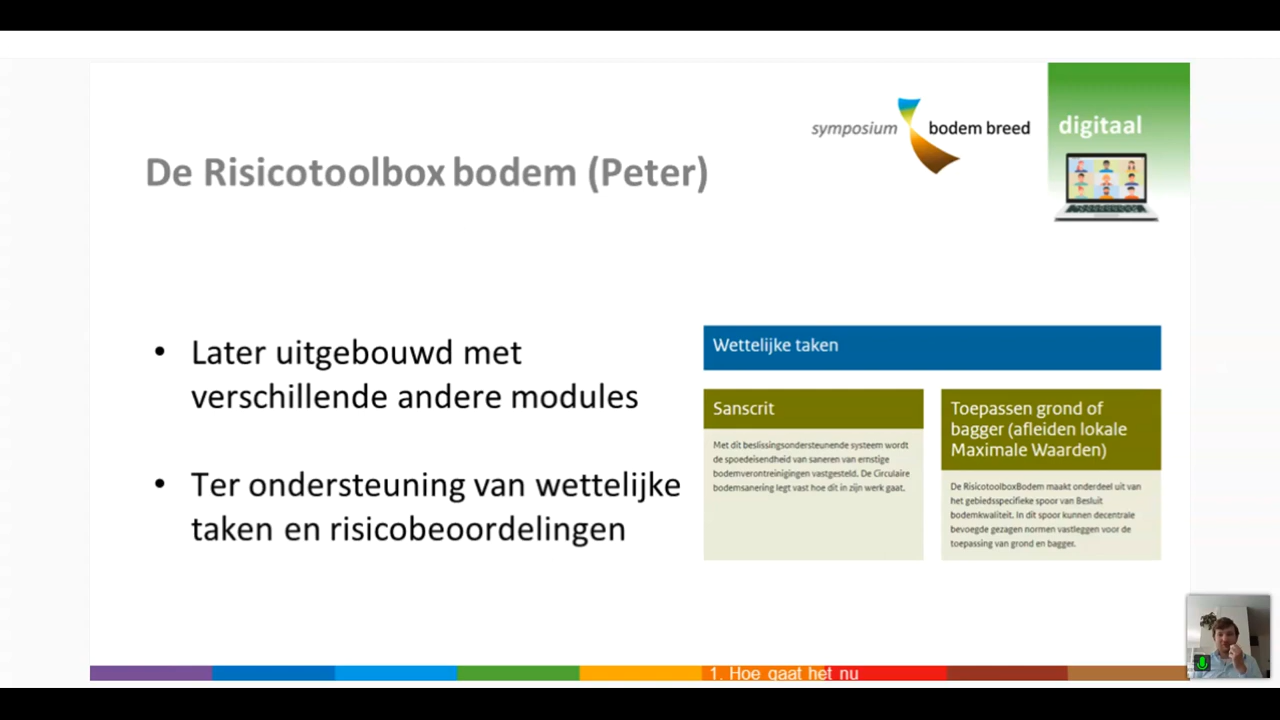 symposium bodem breed
digitaal
De Risicotoolbox bodem (Peter)
• Later uitgebouwd met
verschillende andere modules
• Ter ondersteuning van wettelijke
taken en risicobeoordelingen
Wettelijke taken
Sanscrit
Met dit beslissingsondersteunende systeem wordt
de spoedeisendheid van saneren van ernstige
bodemverontreinigingen vastgesteld. De Circulaire
bodemsanering legt vast hoe dit in zijn werk gaat.
Toepassen grond of
bagger (afleiden lokale
Maximale Waarden)
De RisicotoolboxBodem maakt onderdeel uit van
het gebiedsspecifieke spoor van Besluit
bodemkwaliteit. In dit spoor kunnen decentrale
bevoegde gezagen normen vastleggen voor de
toepassing van grond en bagger.
1. Hoe gaat het nu